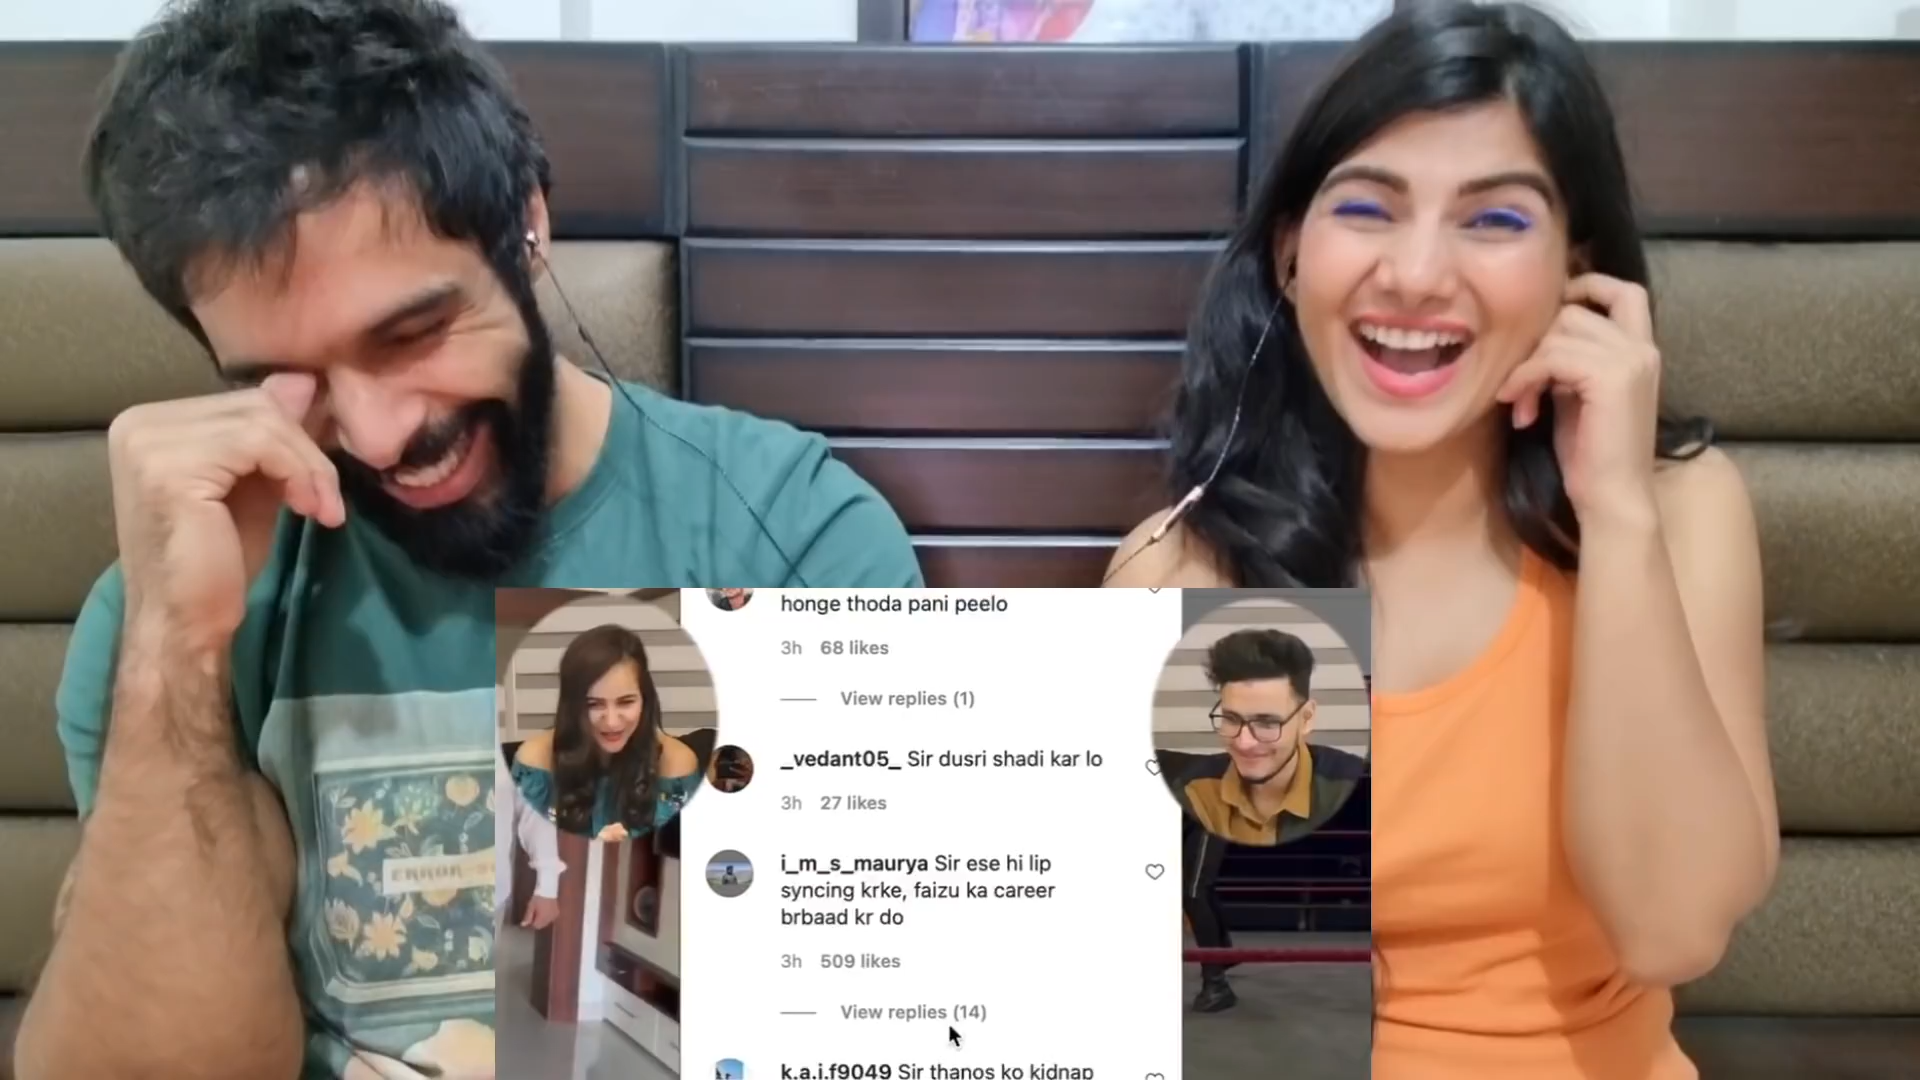 honge thoda pani peelo
3h 68 likes
View replies (1)
_vedant05_ Sir dusri shadi kar lo
3h 27 likes
i_m_s_maurya Sir ese hi lip
syncing krke, faizu ka career
brbaad kr do
3h 509 likes
View replies (14)
k.a.i.f9049 Sir thanos ko kidnap